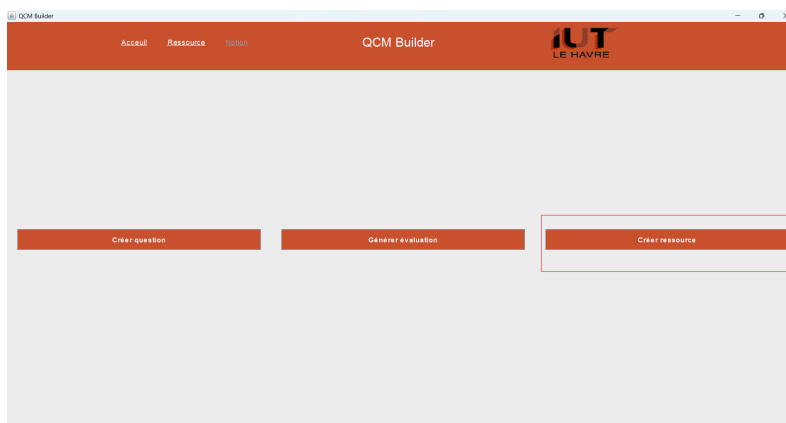 QCM Builder
Acceuil Ressource Notion QCM Builder
IUT
LE HAVRE
Créer question Générer évaluation Créer ressource